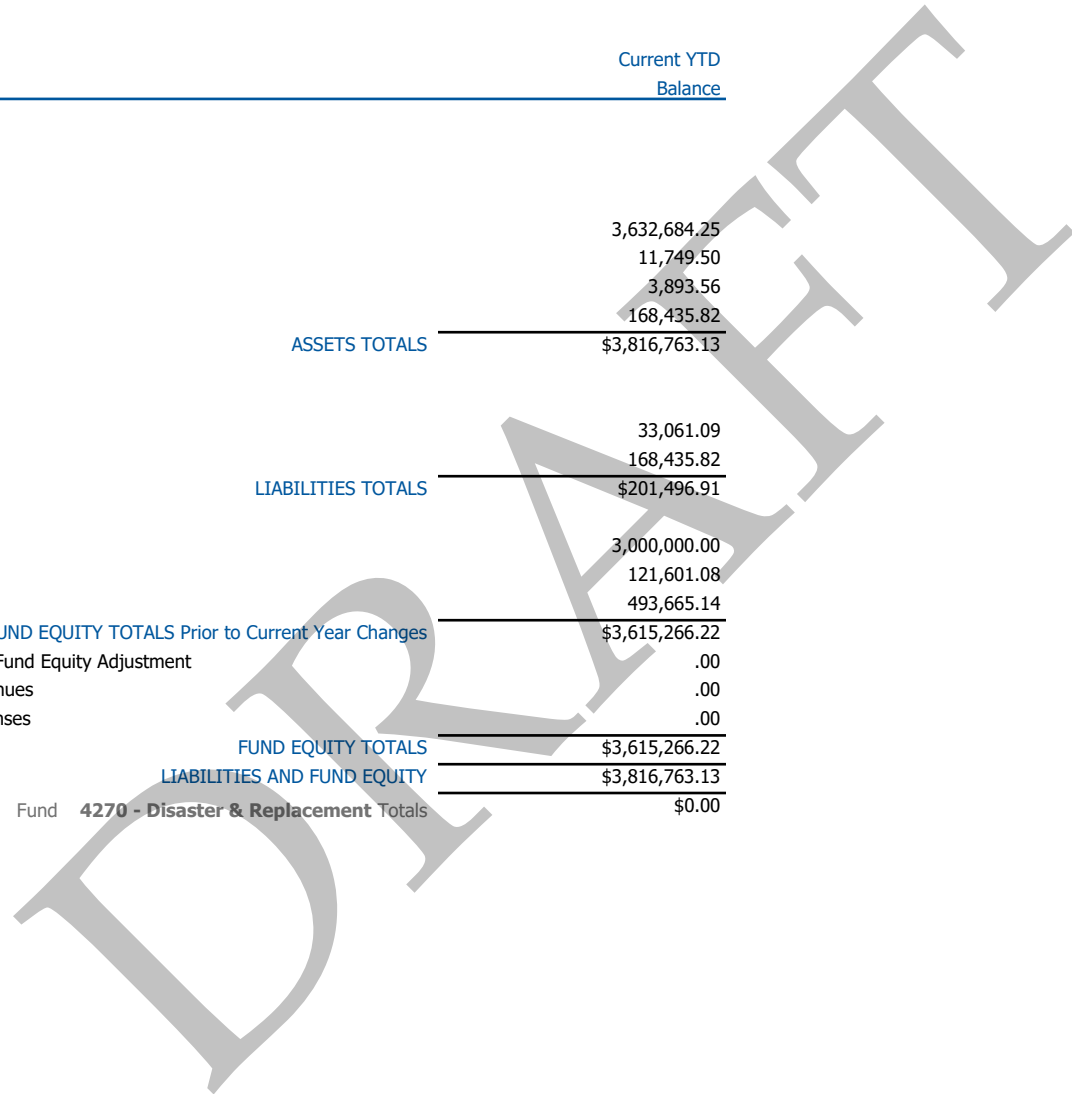 Current YTD
Balance
3,632,684.25
11,749.50
3,893.56
168,435.82
ASSETS TOTALS $3,816,763.13
33,061.09
168,435.82
LIABILITIES TOTALS $201,496.91
3,000,000.00
121,601.08
493,665.14
UND EQUITY TOTALS Prior to Current Year Changes $3,615,266.22
Fund Equity Adjustment .00
nues .00
nses .00
FUND EQUITY TOTALS $3,615,266.22
LIABILITIES AND FUND EQUITY $3,816,763.13
Fund 4270 - Disaster & Replacement Totals $0.00
DRAFT